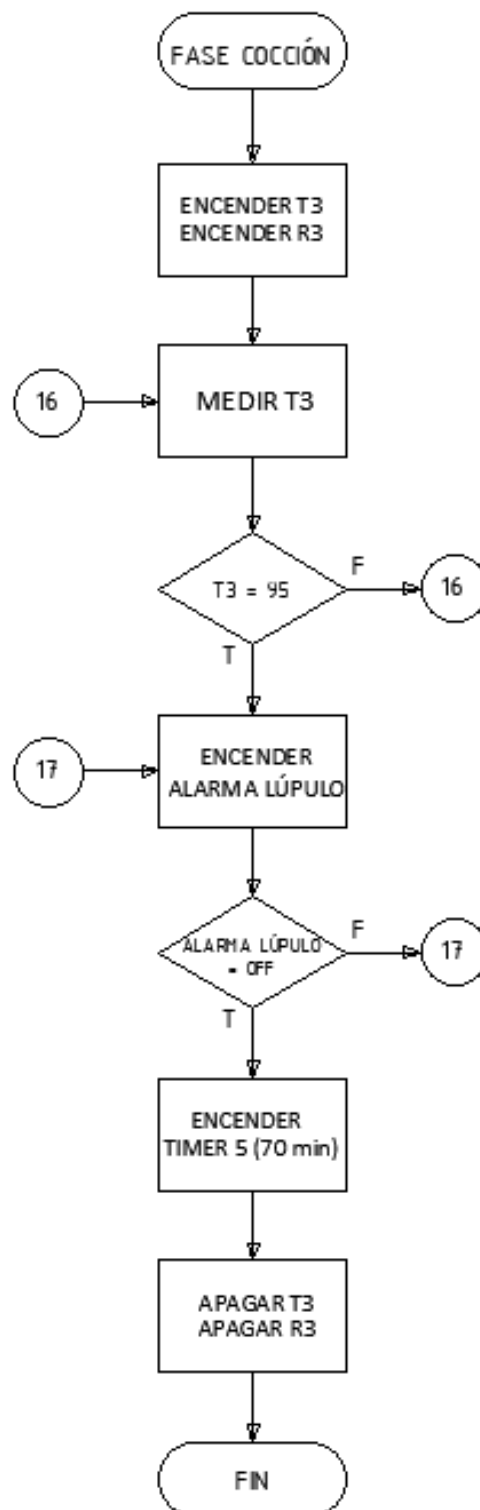 FASE COCCIÓN
ENCENDER T3
ENCENDER R3
16
MEDIR T3
T3 = 95
F
16
T
17
ENCENDER
ALARMA LÚPULO
ALARMA LÚPULO
= OFF
F
17
T
ENCENDER
TIMER 5 (70 min)
APAGAR T3
APAGAR R3
FIN